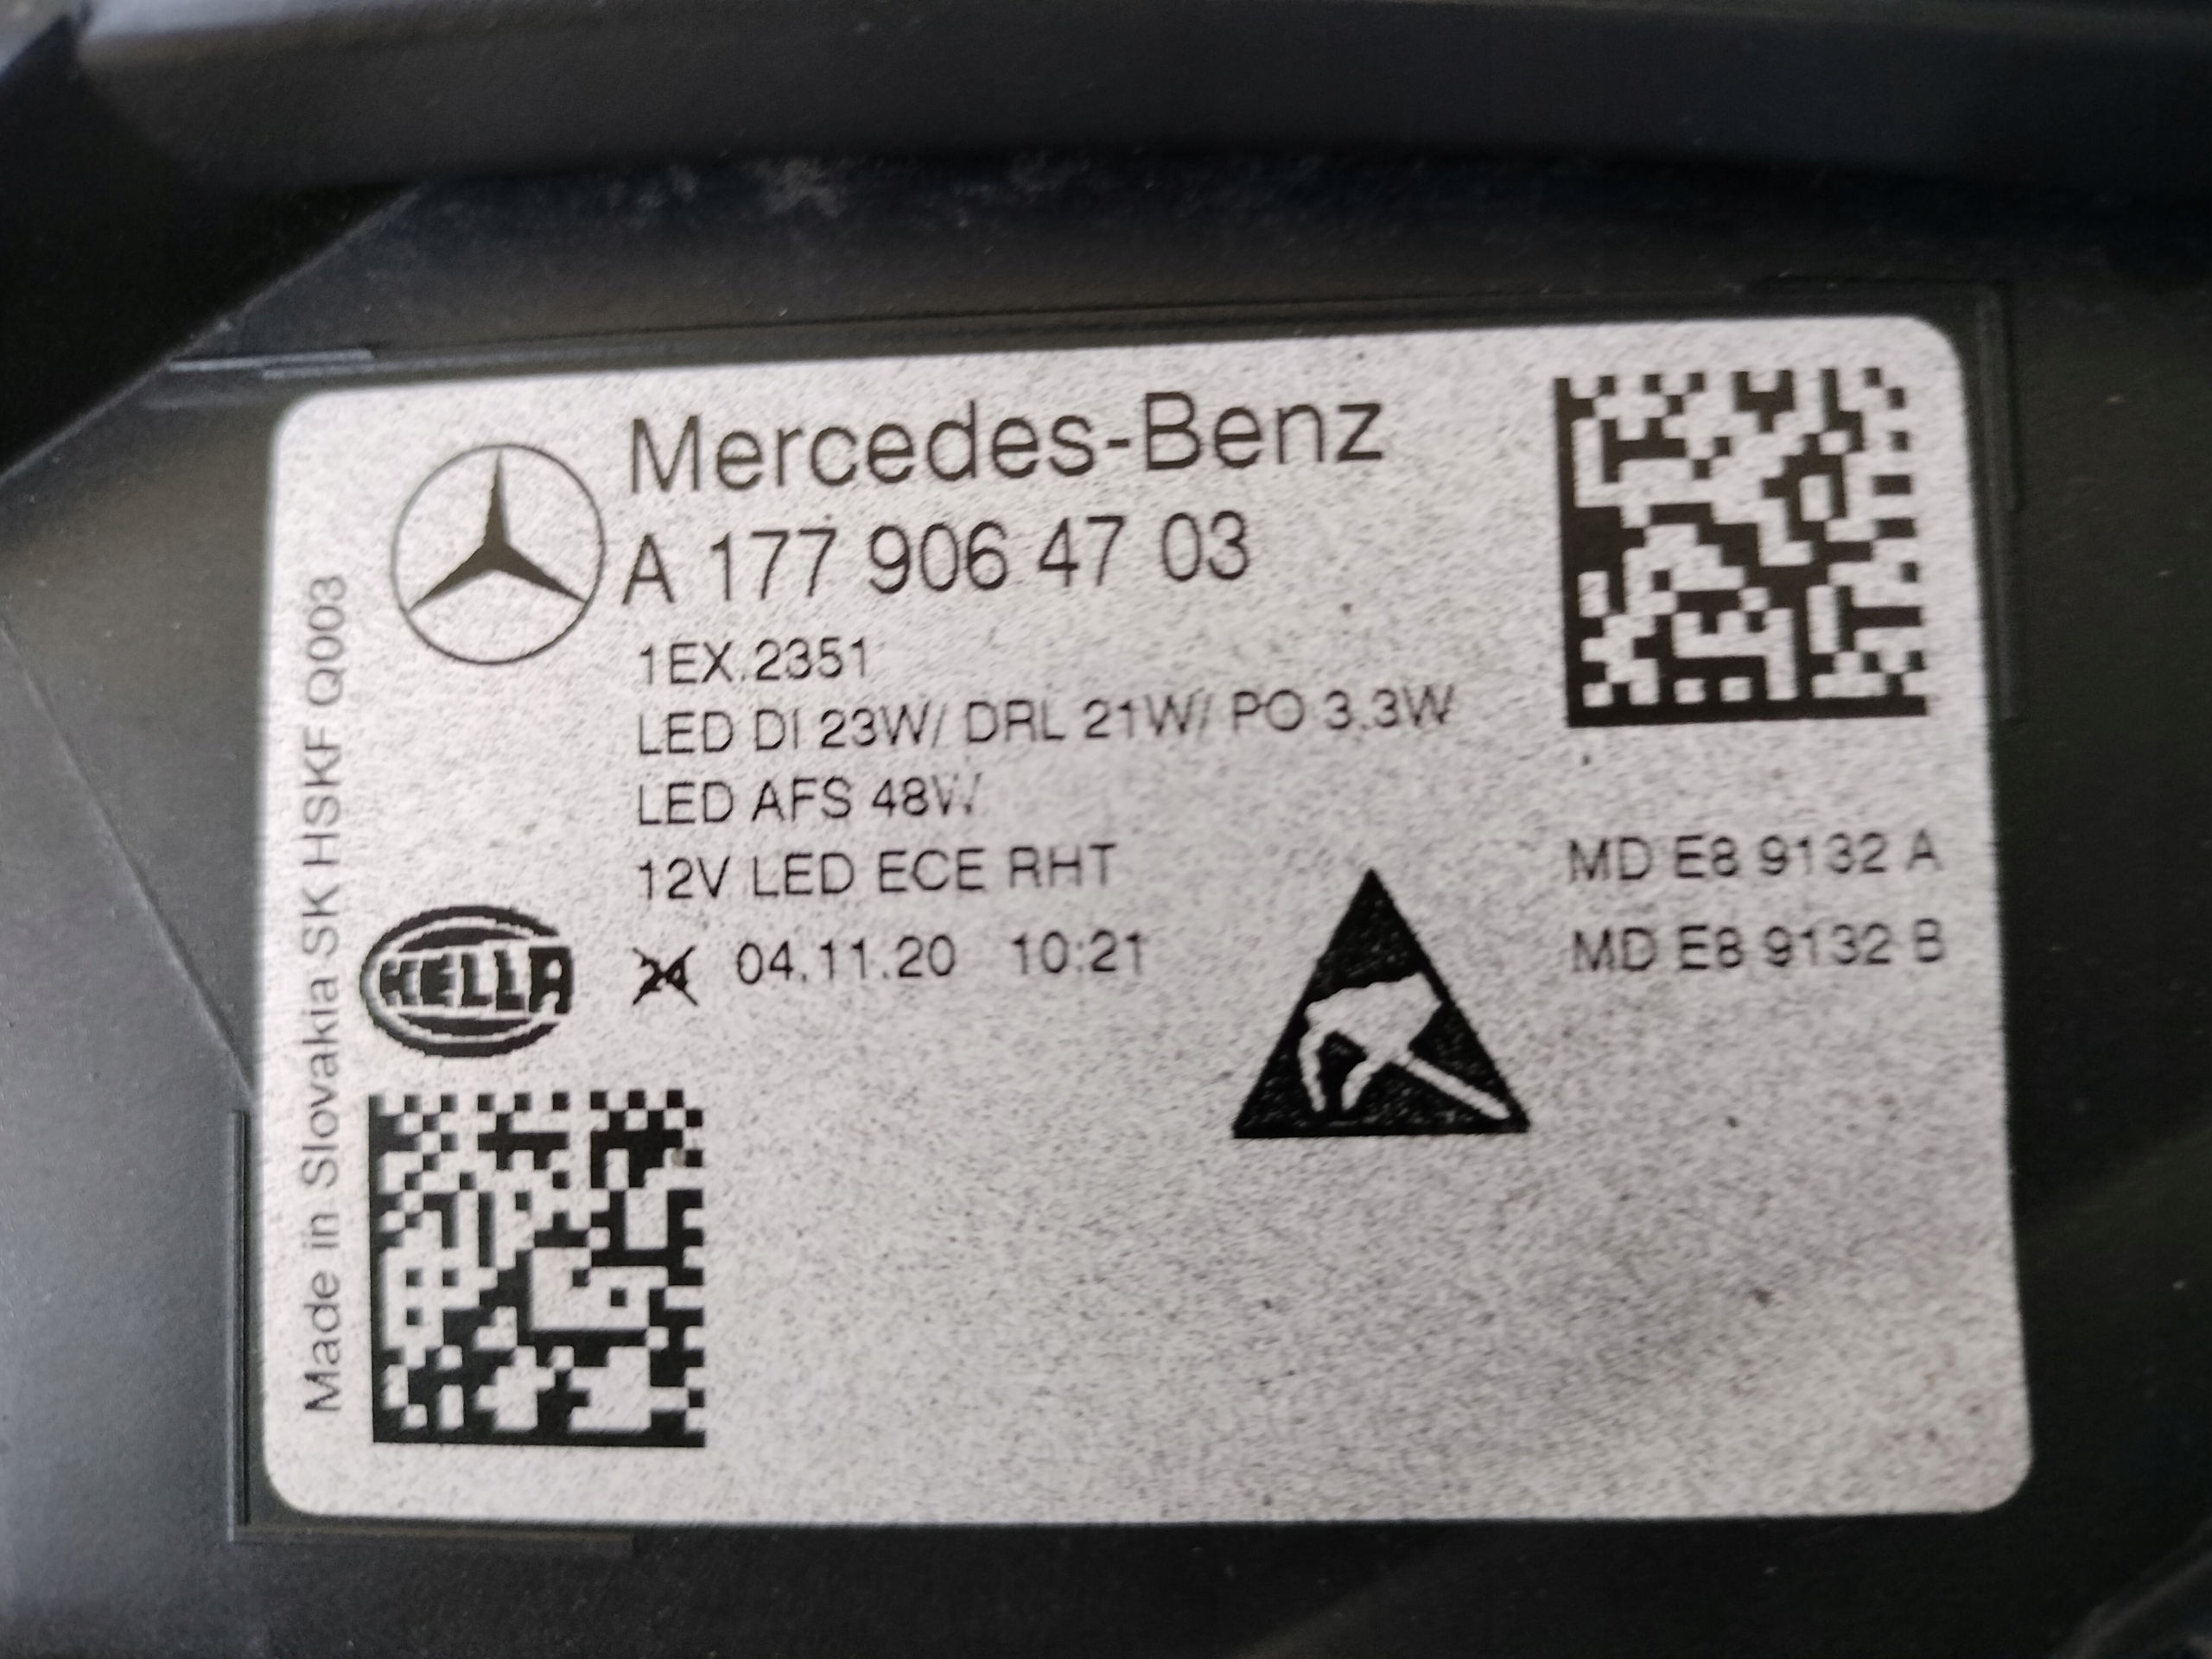 Mercedes-Benz
A 177 906 47 03
1EX.2351
LED DI 23W/ DRL 21W/ PO 3.3W
LED AFS 48W
12V LED ECE RHT
04.11.20 10:21
HELLA
MD E8 9132 A
MD E8 9132 B
Made in Slovakia SK HSKF Q003